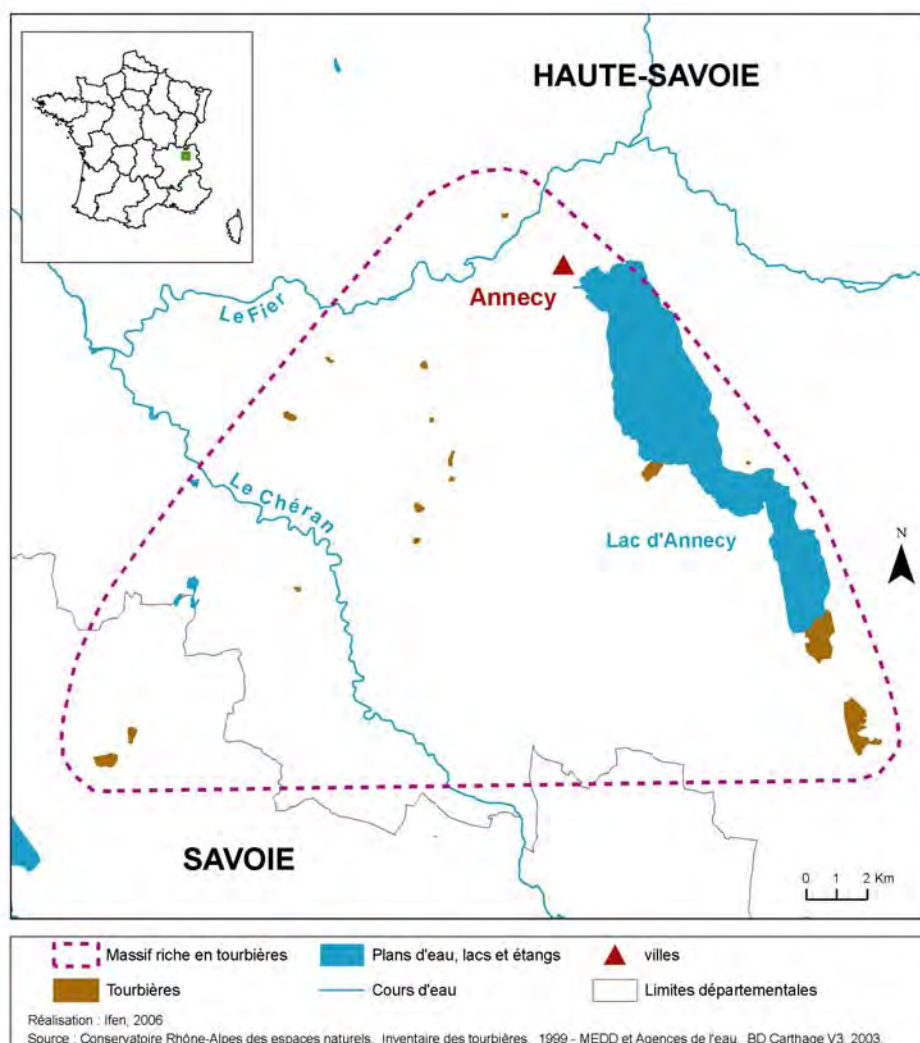 HAUTE-SAVOIE
Annecy
Le Fier
Le Chéran
Lac d'Annecy
N
SAVOIE
0 1 2 Km
Massif riche en tourbières
Plans d'eau, lacs et étangs
villes
Tourbières
Cours d'eau
Limites départementales
Réalisation : Ifen, 2006
Source : Conservatoire Rhône-Alpes des espaces naturels, Inventaire des tourbières, 1999 - MEDD et Agences de l'eau, BD Carthage V3, 2003.